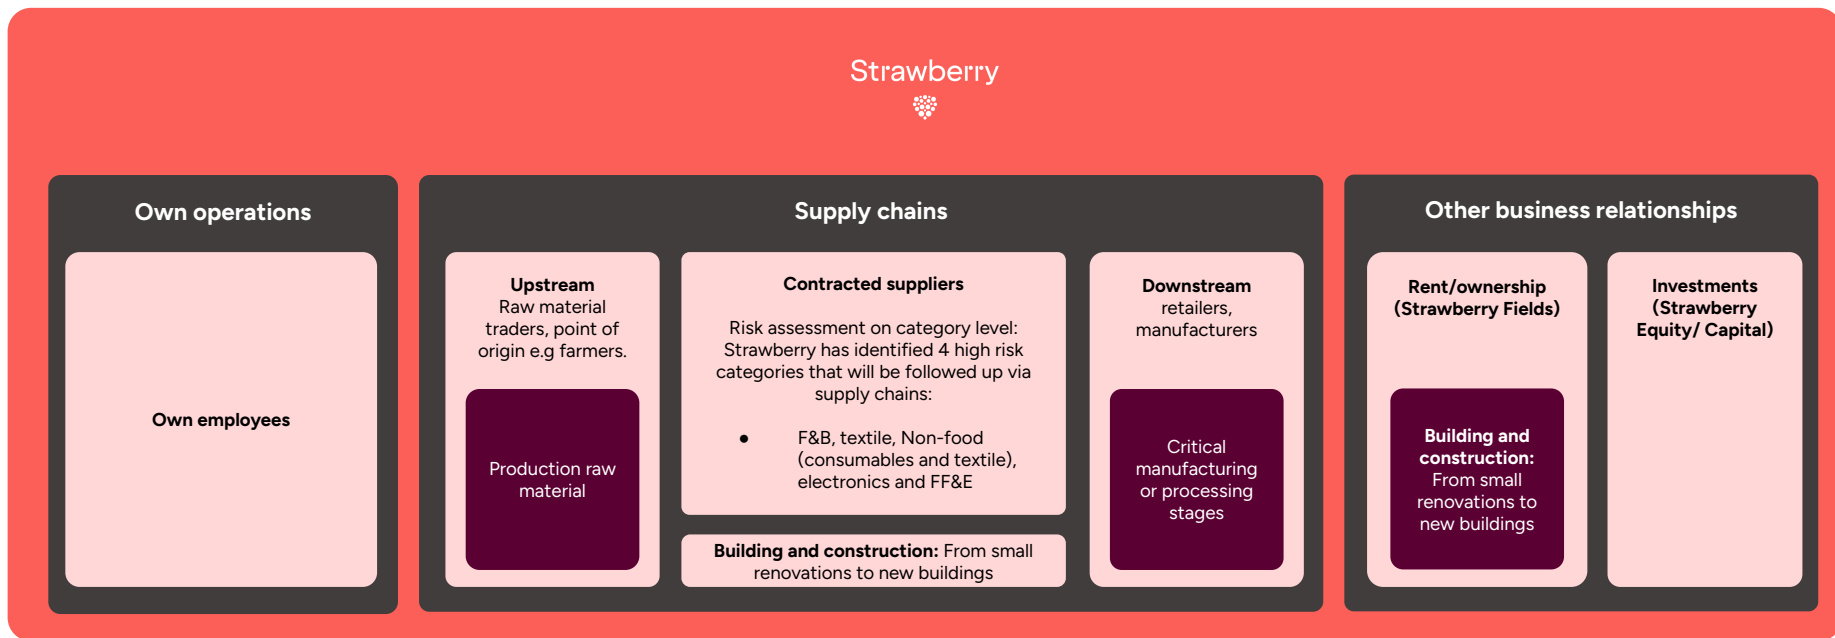 Strawberry
Own operations
Own employees
Supply chains
Upstream
Raw material
traders, point of
origin e.g farmers.
Production raw
material
Contracted suppliers
Risk assessment on category level:
Strawberry has identified 4 high risk
categories that will be followed up via
supply chains:
● F&B, textile, Non-food
(consumables and textile),
electronics and FF&E
Building and construction: From small
renovations to new buildings
Downstream
retailers,
manufacturers
Critical
manufacturing
or processing
stages
Other business relationships
Rent/ownership
(Strawberry Fields)
Building and
construction:
From small
renovations to
new buildings
Investments
(Strawberry
Equity/ Capital)